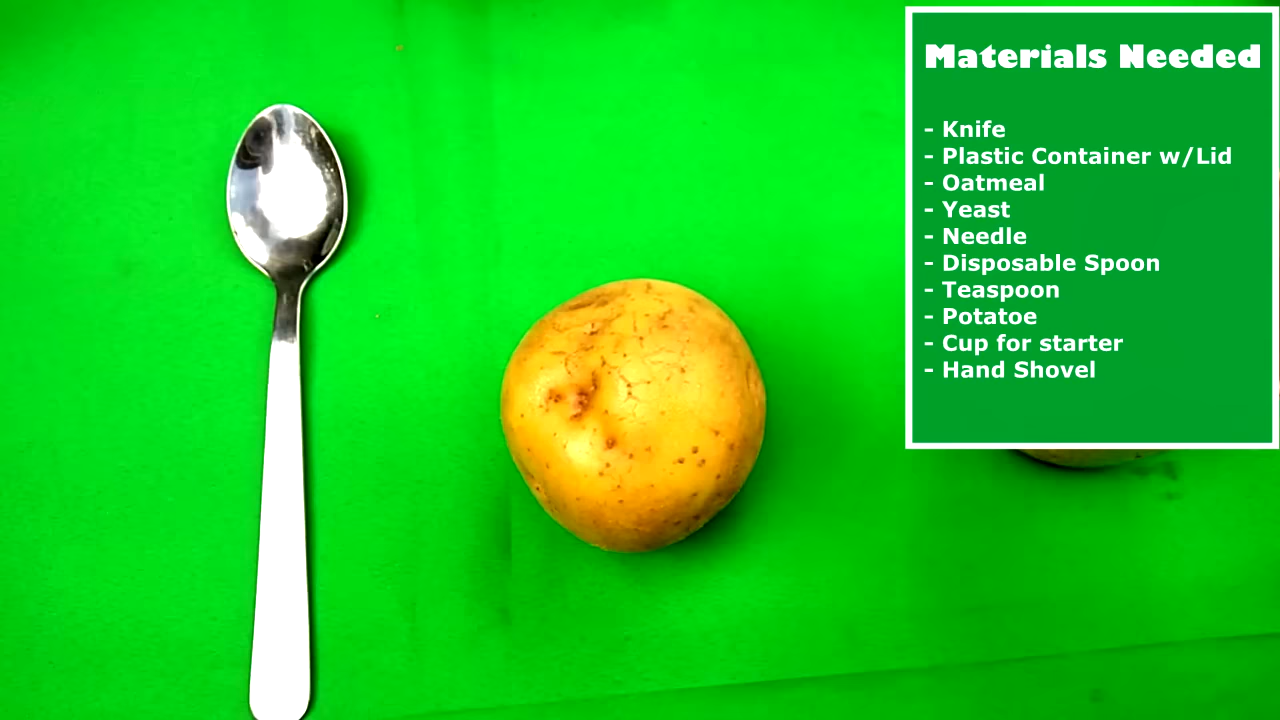 Materials Needed
- Knife
- Plastic Container w/Lid
- Oatmeal
- Yeast
- Needle
- Disposable Spoon
- Teaspoon
- Potatoe
- Cup for starter
- Hand Shovel